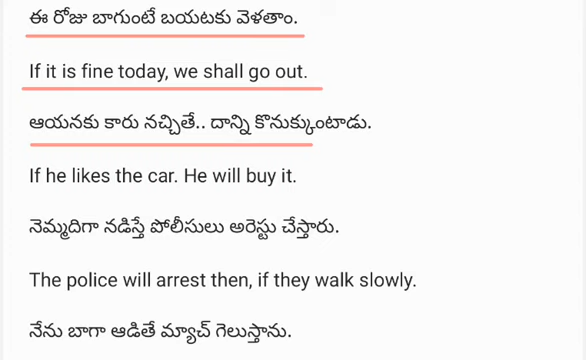 ఈ రోజు బాగుంటే బయటకు వెళతాం.
If it is fine today, we shall go out.
ఆయనకు కారు నచ్చితే.. దాన్ని కొనుక్కుంటాడు.
If he likes the car. He will buy it.
నెమ్మదిగా నడిస్తే పోలీసులు అరెస్టు చేస్తారు.
The police will arrest then, if they walk slowly.
నేను బాగా ఆడితే మ్యాచ్ గెలుస్తాను.